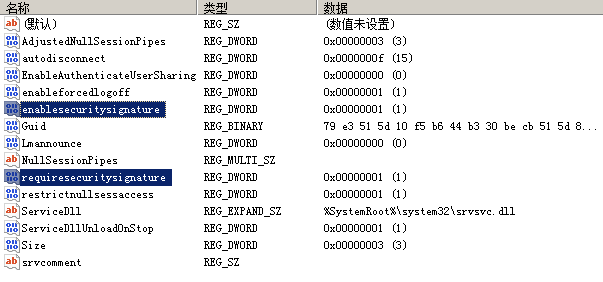 名称 类型 数据
(默认) REG_SZ (数值未设置)
AdjustedNullSessionPipes REG_DWORD 0x00000003 (3)
autodisconnect REG_DWORD 0x0000000f (15)
EnableAuthenticateUserSharing REG_DWORD 0x00000000 (0)
enableforcedlogoff REG_DWORD 0x00000001 (1)
enablesecuritysignature REG_DWORD 0x00000001 (1)
Guid REG_BINARY 79 e3 51 5d 10 f5 b6 44 b3 30 be cb 51 5d 8...
Lmannounce REG_DWORD 0x00000000 (0)
NullSessionPipes REG_MULTI_SZ
requiresecuritysignature REG_DWORD 0x00000001 (1)
restrictnullsessaccess REG_DWORD 0x00000001 (1)
ServiceDll REG_EXPAND_SZ %SystemRoot%\system32\srvsvc.dll
ServiceDllUnloadOnStop REG_DWORD 0x00000001 (1)
Size REG_DWORD 0x00000003 (3)
srvcomment REG_SZ